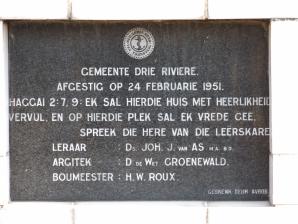 GEMEENTE DRIE RIVIERE.
AFGESTIG OP 24 FEBRUARIE 1951.
HAGGAI 2:7, 9: EK SAL HIERDIE HUIS MET HEERLIKHEID
VERVUL, EN OP HIERDIE PLEK SAL EK VREDE GEE,
SPREEK DIE HERE VAN DIE LEERSKARE
LERAAR : DS. JOH. J. VAN AS M.A. B.D.
ARGITEK : D DE WET GROENEWALD.
BOUMEESTER : H.W. ROUX.
GESKENK